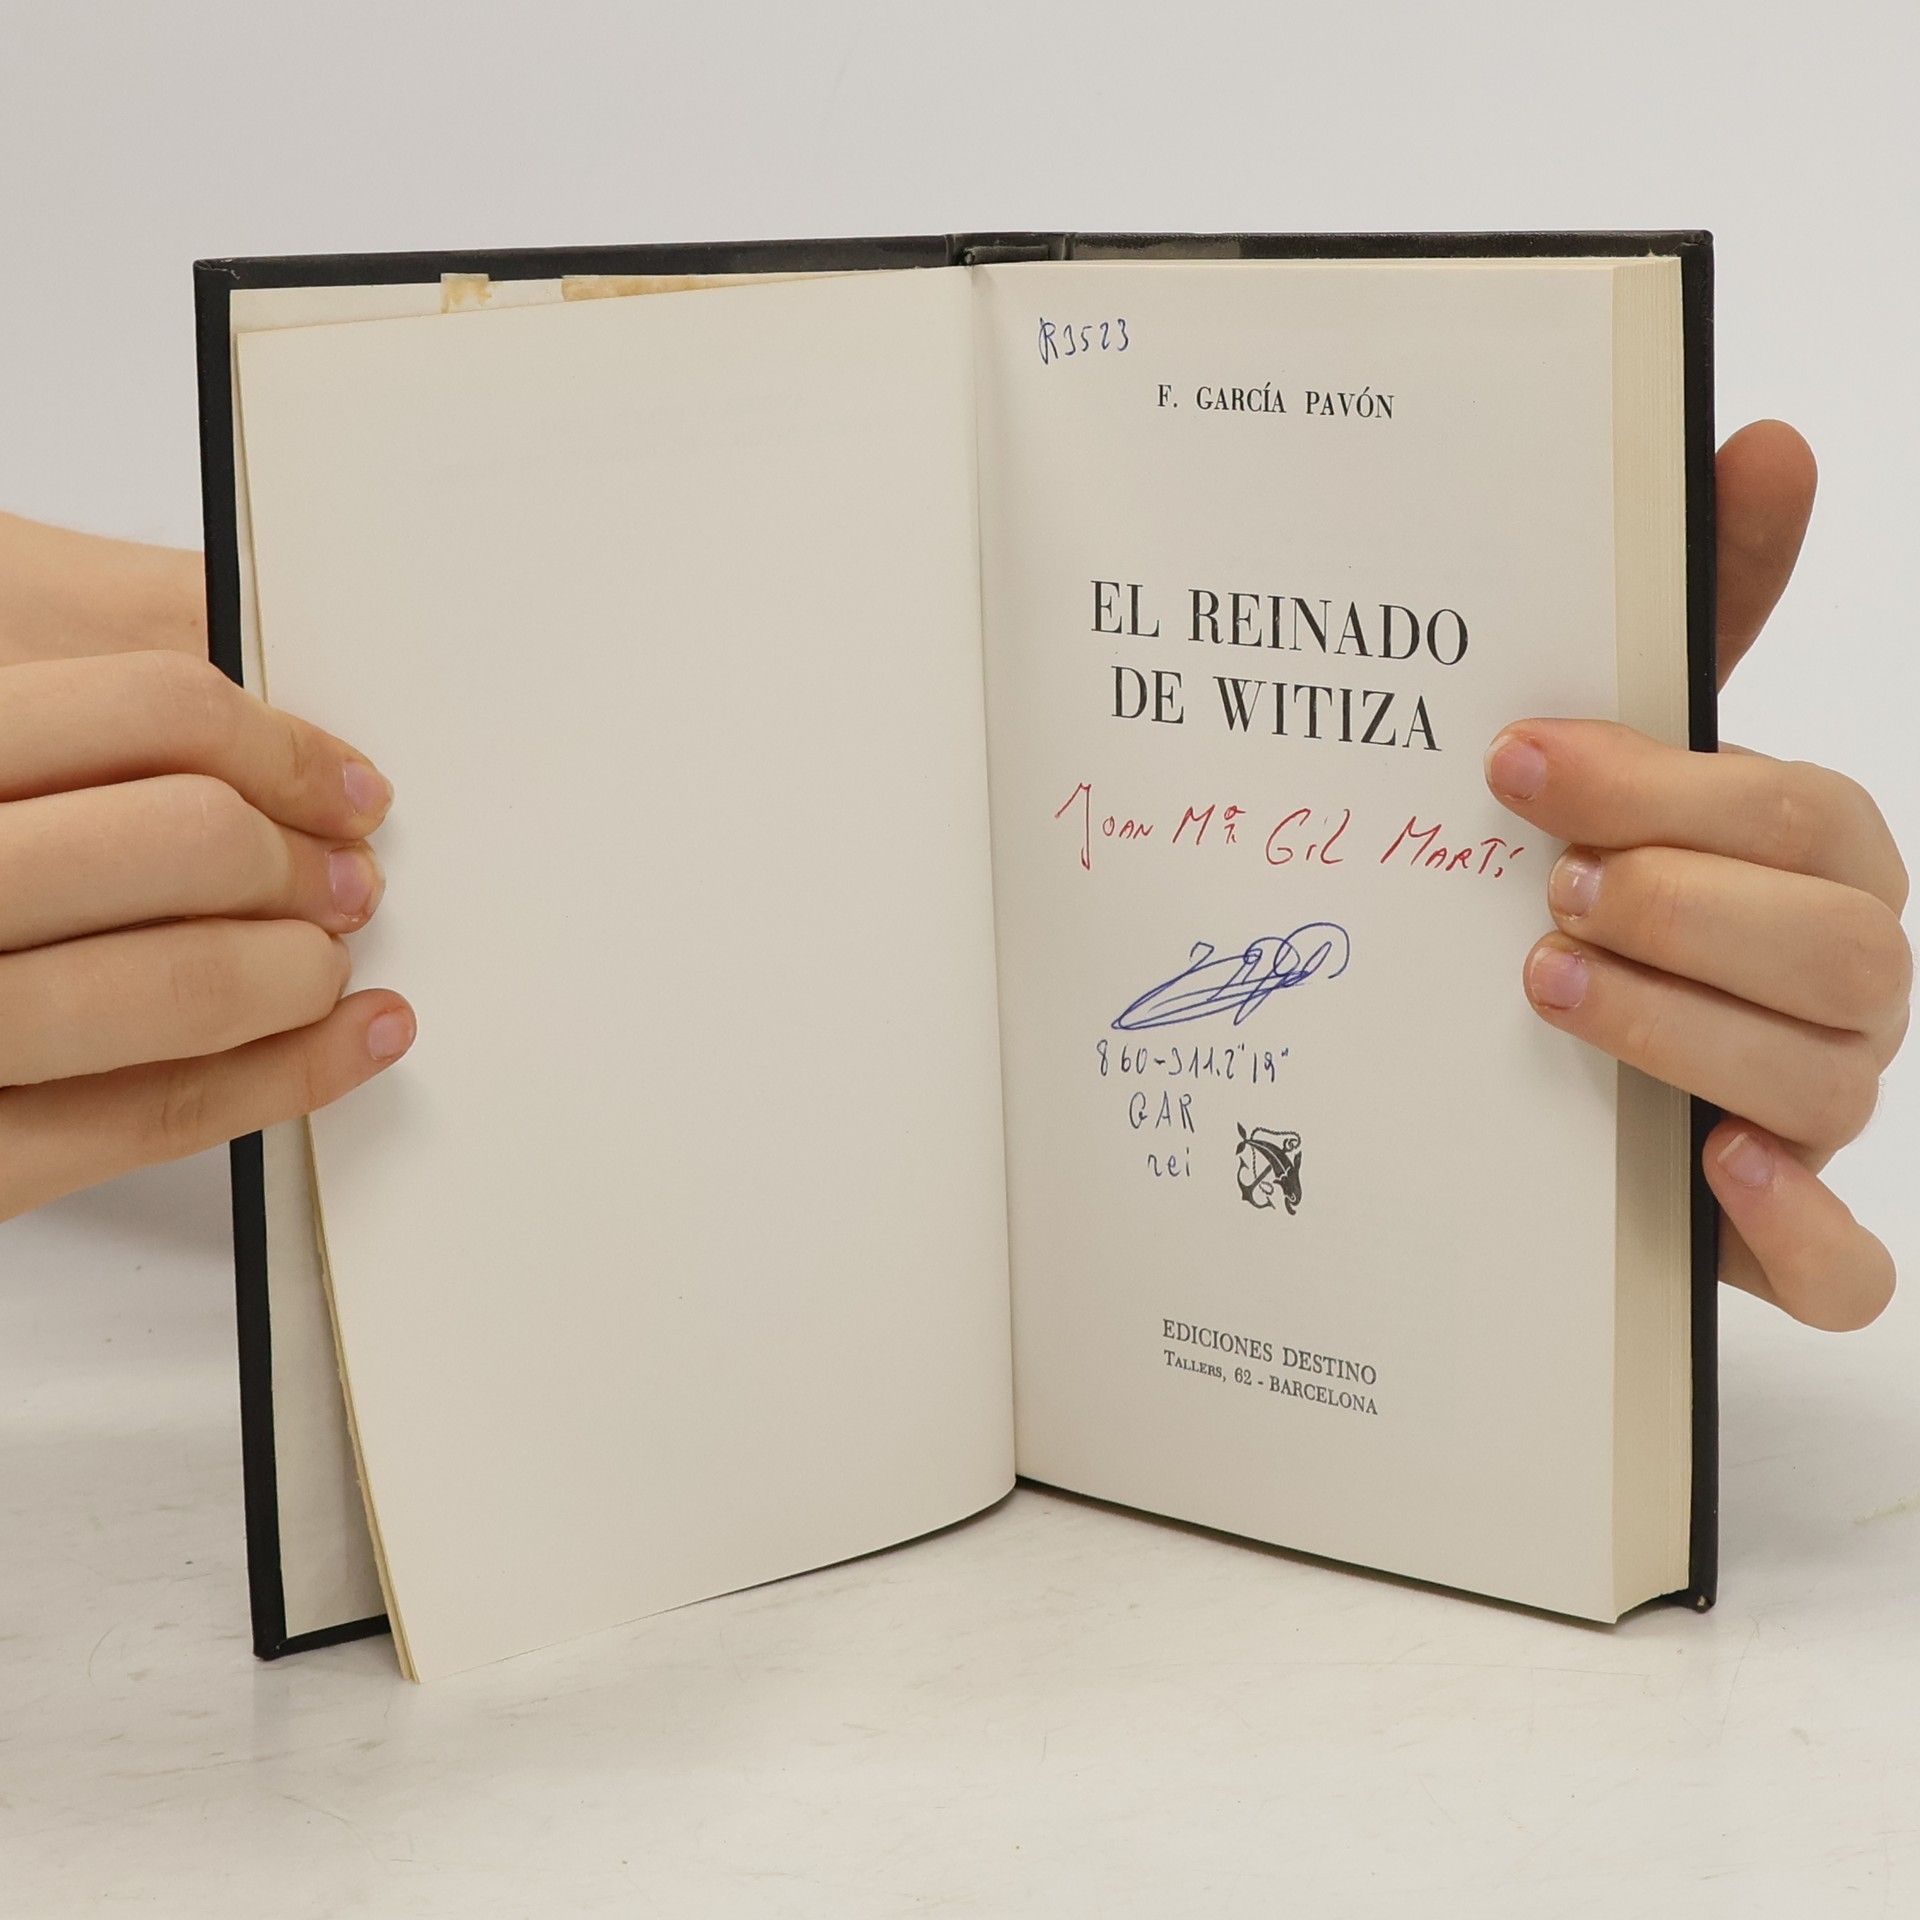 R3523
F. GARCÍA PAVÓN
EL REINADO
DE WITIZA
JOAN Mª GiL MARTí
860-311.2"19"
GAR
rei
EDICIONES DESTINO
TALLERS, 62 - BARCELONA